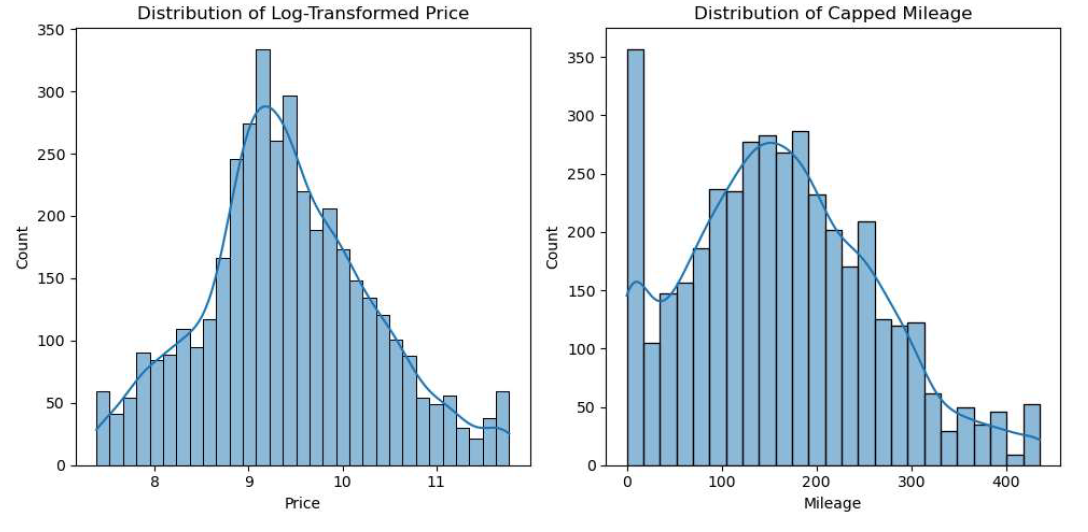 Distribution of Log-Transformed Price
350
300
250
200
150
100
50
0
Count
8 9 10 11
Price
Distribution of Capped Mileage
350
300
250
200
150
100
50
0
Count
0 100 200 300 400
Mileage